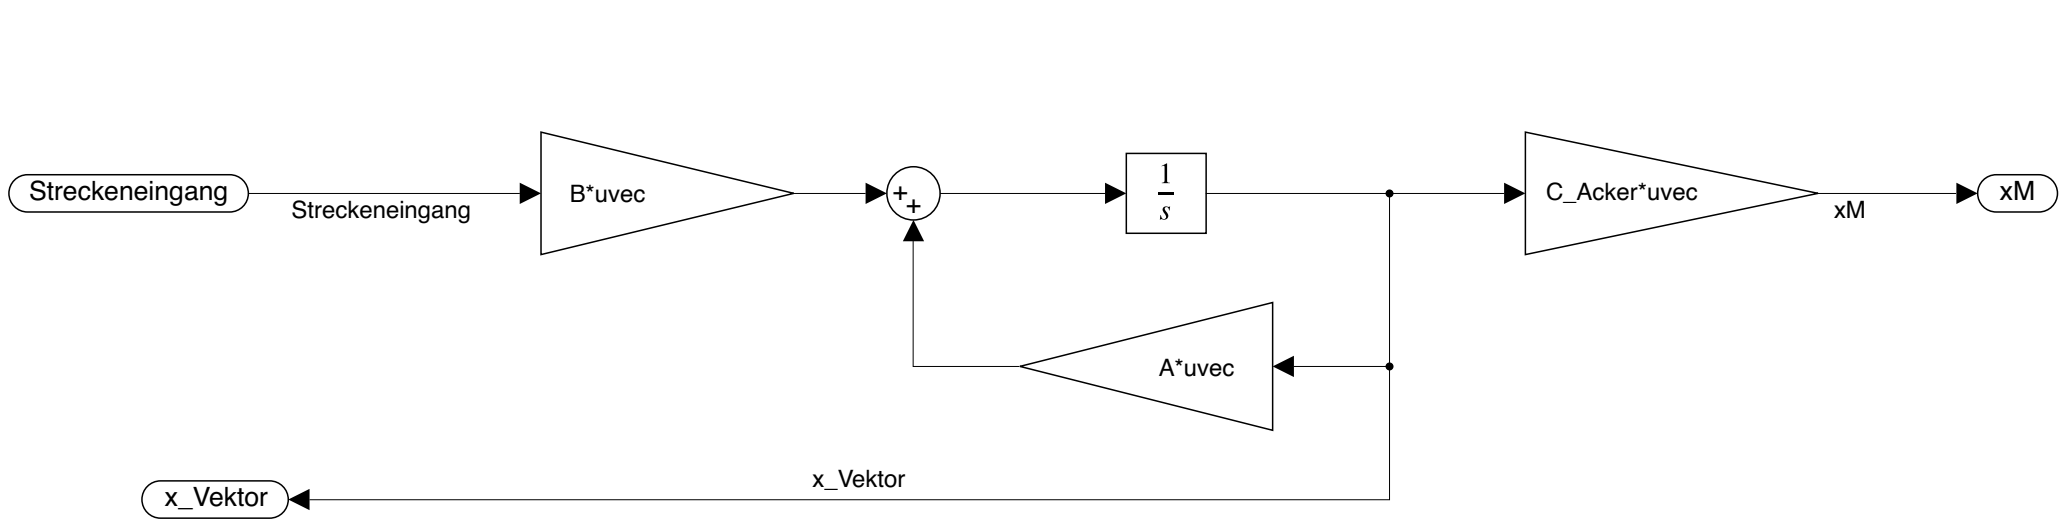 Streckeneingang
Streckeneingang
B*uvec
+
+
1
s
C_Acker*uvec
xM
xM
A*uvec
x_Vektor
x_Vektor